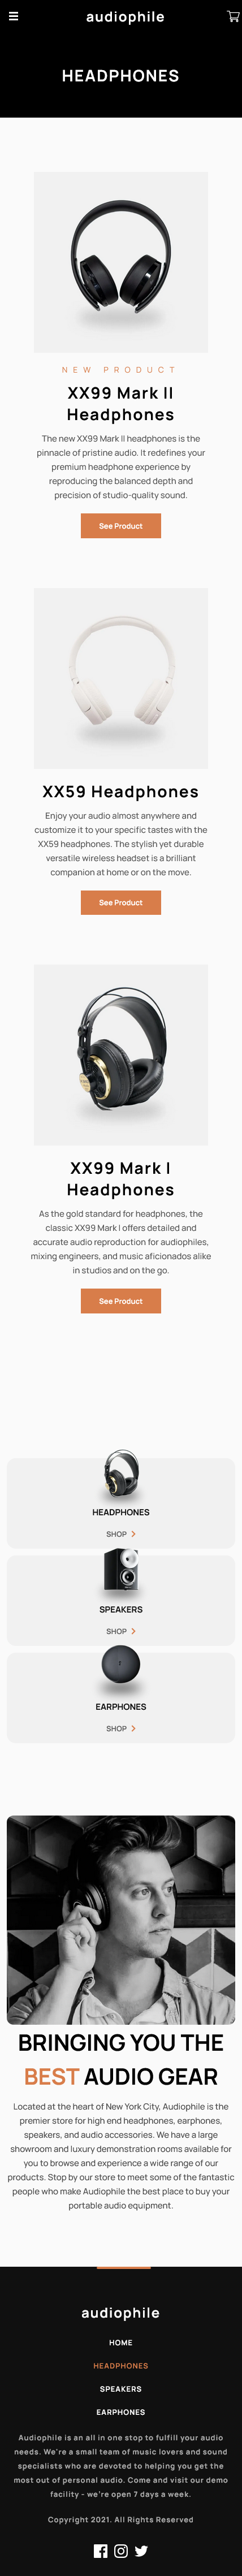 audiophile
HEADPHONES
NEW PRODUCT
XX99 Mark II
Headphones
The new XX99 Mark II headphones is the
pinnacle of pristine audio. It redefines your
premium headphone experience by
reproducing the balanced depth and
precision of studio-quality sound.
See Product
XX59 Headphones
Enjoy your audio almost anywhere and
customize it to your specific tastes with the
XX59 headphones. The stylish yet durable
versatile wireless headset is a brilliant
companion at home or on the move.
See Product
XX99 Mark I
Headphones
As the gold standard for headphones, the
classic XX99 Mark I offers detailed and
accurate audio reproduction for audiophiles,
mixing engineers, and music aficionados alike
in studios and on the go.
See Product
HEADPHONES
SHOP
SPEAKERS
SHOP
EARPHONES
SHOP
BRINGING YOU THE
BEST AUDIO GEAR
Located at the heart of New York City, Audiophile is the
premier store for high end headphones, earphones,
speakers, and audio accessories. We have a large
showroom and luxury demonstration rooms available for
you to browse and experience a wide range of our
products. Stop by our store to meet some of the fantastic
people who make Audiophile the best place to buy your
portable audio equipment.
audiophile
HOME
HEADPHONES
SPEAKERS
EARPHONES
Audiophile is an all in one stop to fulfill your audio
needs. We're a small team of music lovers and sound
specialists who are devoted to helping you get the
most out of personal audio. Come and visit our demo
facility - we're open 7 days a week.
Copyright 2021. All Rights Reserved